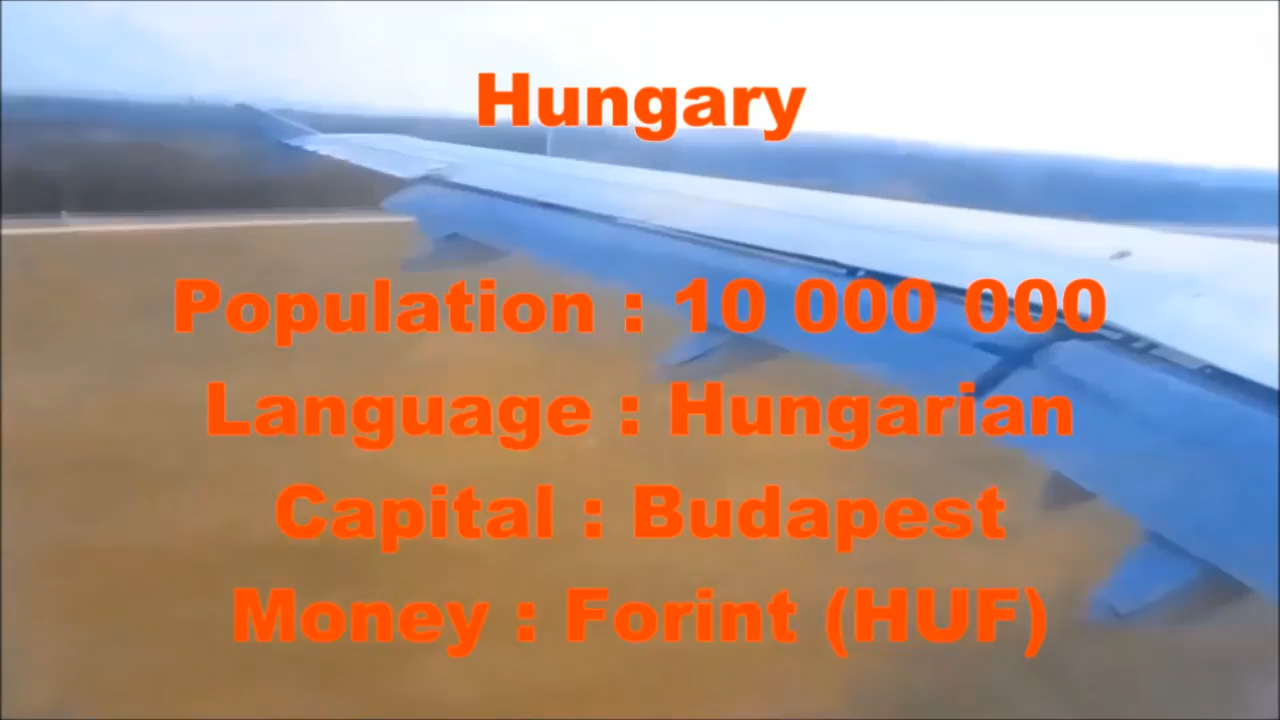 Hungary
Population : 10 000 000
Language : Hungarian
Capital : Budapest
Money : Forint (HUF)